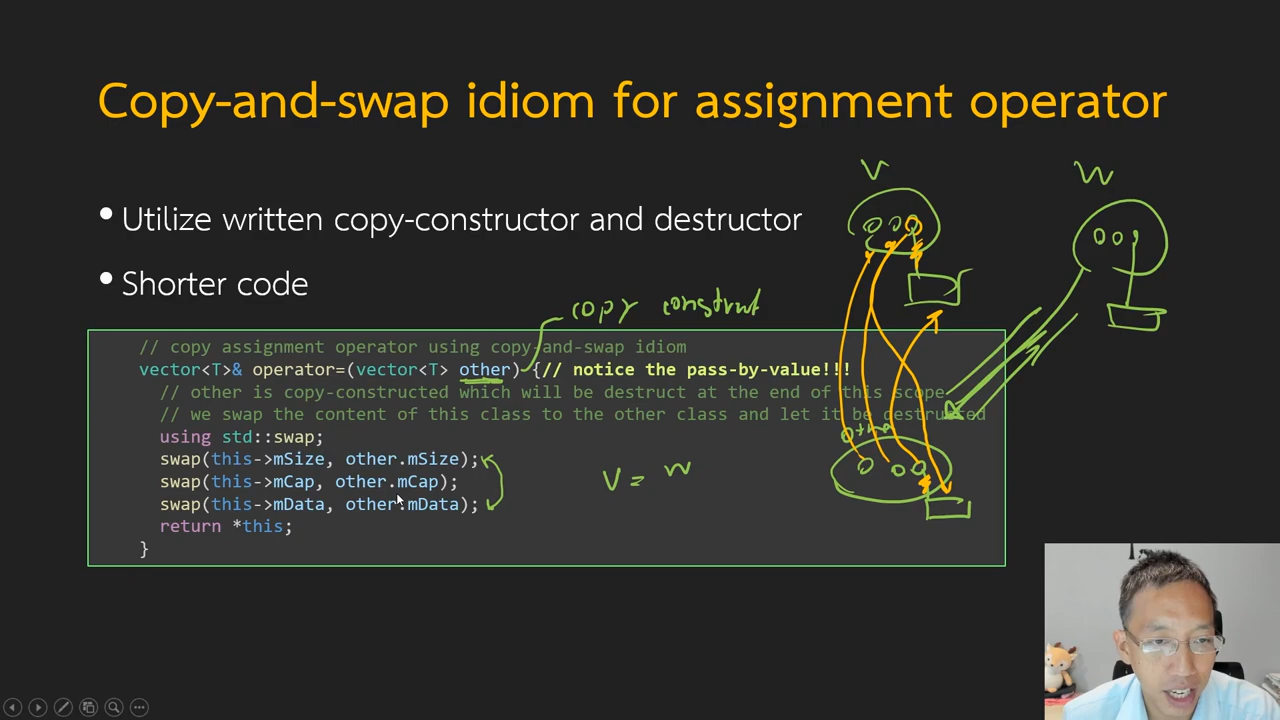 Copy-and-swap idiom for assignment operator
V
W
• Utilize written copy-constructor and destructor
• Shorter code
copy construct
// copy assignment operator using copy-and-swap idiom
vector<T>& operator=(vector<T> other) {// notice the pass-by-value!!!
// other is copy-constructed which will be destruct at the end of this scope
// we swap the content of this class to the other class and let it be destructed
other
using std::swap;
swap(this->mSize, other.mSize);
swap(this->mCap, other.mCap);
swap(this->mData, other.mData);
return *this;
}
V = W